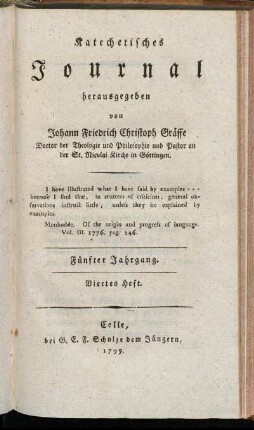 Katechetisches
Journal
herausgegeben
von
Johann Friedrich Christoph Gräffe
Doctor der Theologie und Philosophie und Pastor an
der St. Nicolai Kirche in Göttingen.
I have illustrated what I have said by examples - - -
because I find that, in matters of criticism, general ob-
servations instruct little, unless they be explained by
examples.
Monboddo. Of the origin and progress of language.
Vol. III. 1776. pag. 146.
Fünfter Jahrgang.
Viertes Heft.
Celle,
bei G. E. F. Schulze dem Jüngern,
1799.